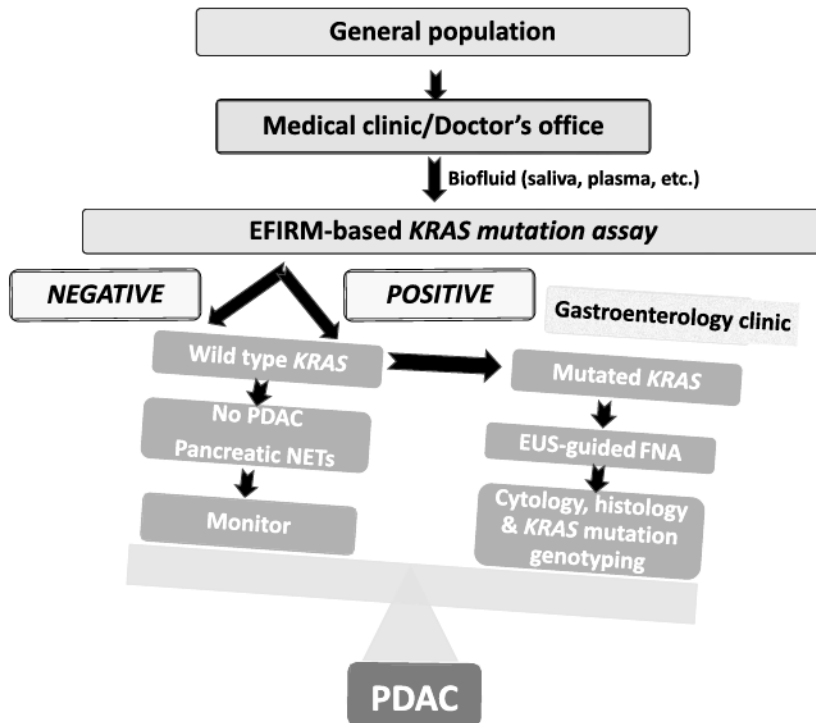 General population
Medical clinic/Doctor's office
Biofluid (saliva, plasma, etc.)
EFIRM-based KRAS mutation assay
NEGATIVE
POSITIVE
Gastroenterology clinic
Wild type KRAS
Mutated KRAS
No PDAC
Pancreatic NETs
EUS-guided FNA
Monitor
Cytology, histology
& KRAS mutation
genotyping
PDAC